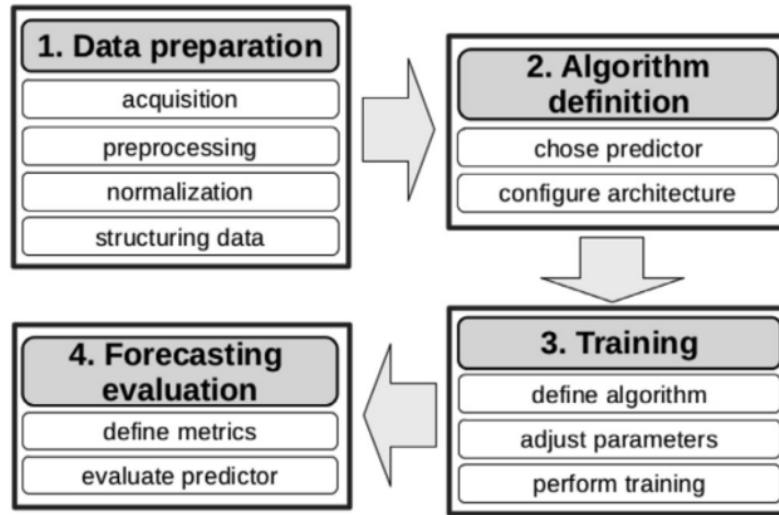 1. Data preparation
acquisition
preprocessing
normalization
structuring data
2. Algorithm
definition
chose predictor
configure architecture
3. Training
define algorithm
adjust parameters
perform training
4. Forecasting
evaluation
define metrics
evaluate predictor